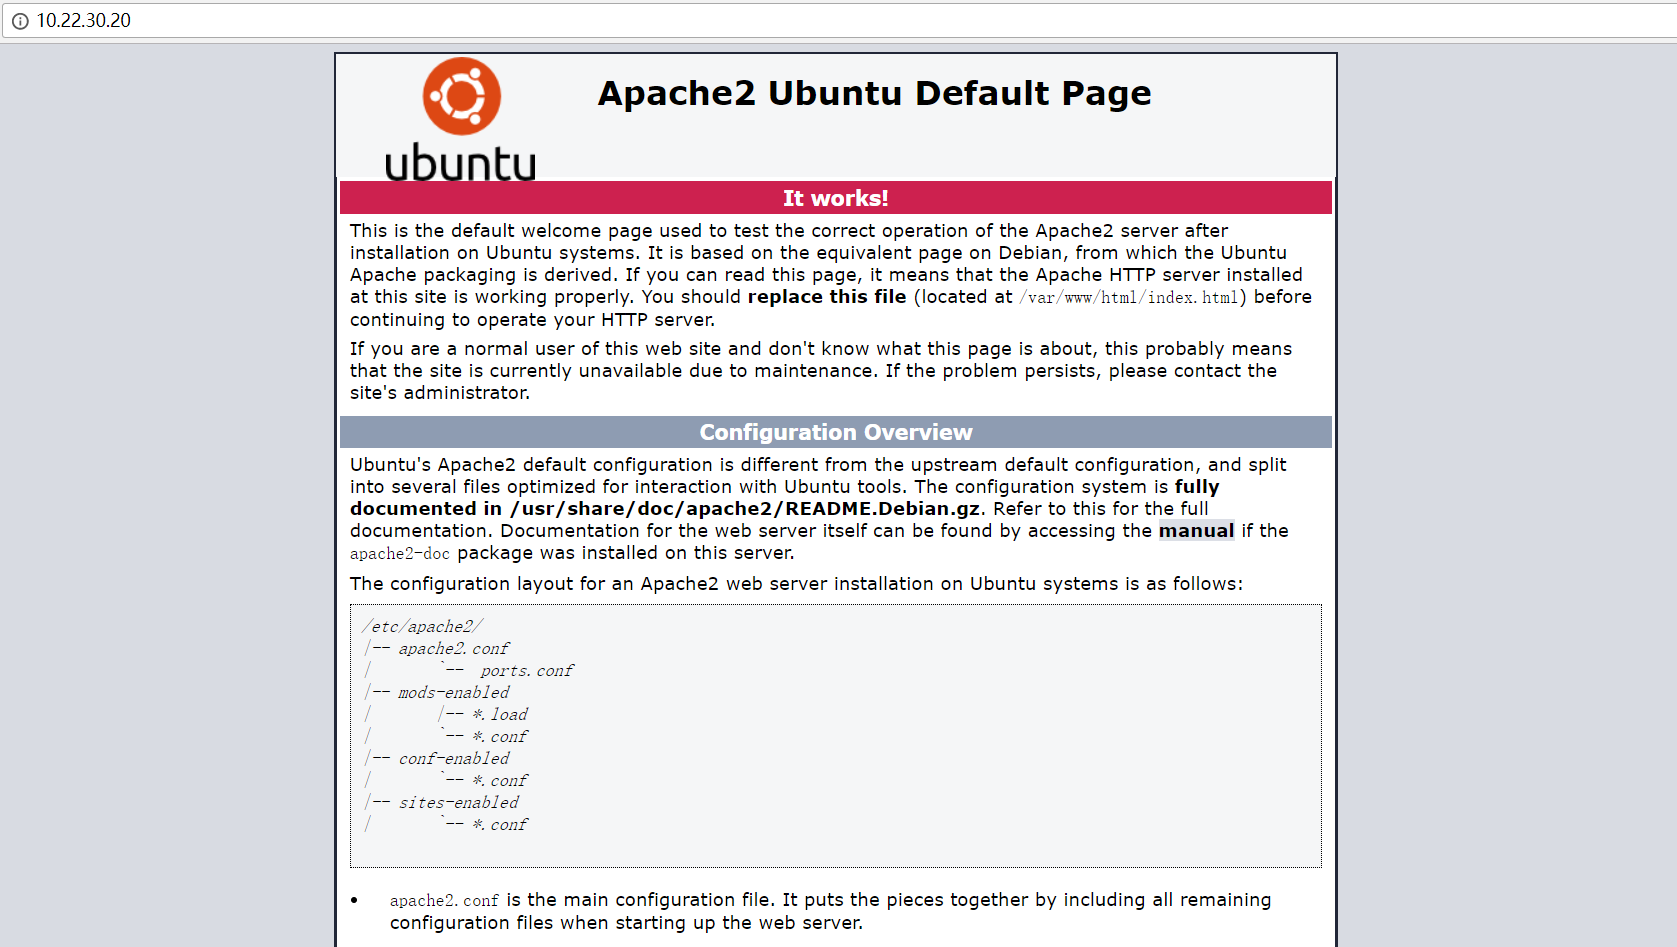 10.22.30.20
Apache2 Ubuntu Default Page
ubuntu
It works!
This is the default welcome page used to test the correct operation of the Apache2 server after
installation on Ubuntu systems. It is based on the equivalent page on Debian, from which the Ubuntu
Apache packaging is derived. If you can read this page, it means that the Apache HTTP server installed
at this site is working properly. You should replace this file (located at /var/www/html/index.html) before
continuing to operate your HTTP server.
If you are a normal user of this web site and don't know what this page is about, this probably means
that the site is currently unavailable due to maintenance. If the problem persists, please contact the
site's administrator.
Configuration Overview
Ubuntu's Apache2 default configuration is different from the upstream default configuration, and split
into several files optimized for interaction with Ubuntu tools. The configuration system is fully
documented in /usr/share/doc/apache2/README.Debian.gz. Refer to this for the full
documentation. Documentation for the web server itself can be found by accessing the manual if the
apache2-doc package was installed on this server.
The configuration layout for an Apache2 web server installation on Ubuntu systems is as follows:
/etc/apache2/
|-- apache2.conf
|       `--  ports.conf
|-- mods-enabled
|       |-- *.load
|       `-- *.conf
|-- conf-enabled
|       `-- *.conf
|-- sites-enabled
|       `-- *.conf
• apache2.conf is the main configuration file. It puts the pieces together by including all remaining
configuration files when starting up the web server.